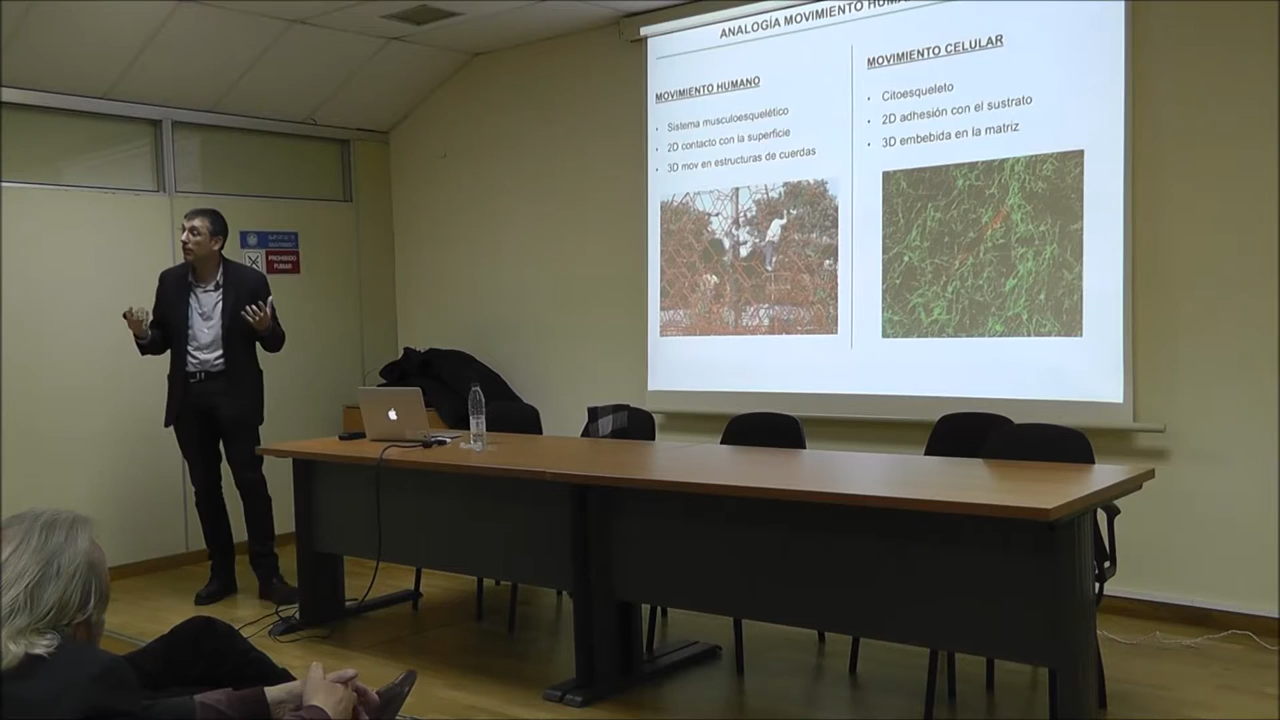 ANALOGÍA MOVIMIENTO
MOVIMIENTO HUMANO
• Sistema musculoesquelético
• 2D contacto con la superficie
• 3D mov en estructuras de cuerdas
MOVIMIENTO CELULAR
• Citoesqueleto
• 2D adhesión con el sustrato
• 3D embebida en la matriz
PROHIBIDO
FUMAR